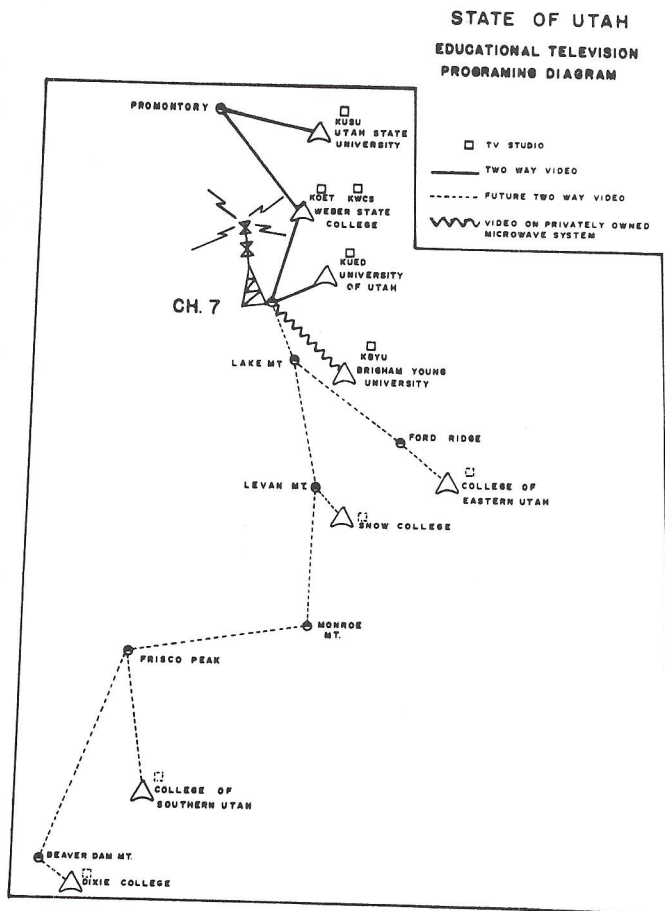 STATE OF UTAH
EDUCATIONAL TELEVISION
PROGRAMING DIAGRAM
TV STUDIO
TWO WAY VIDEO
FUTURE TWO WAY VIDEO
VIDEO ON PRIVATELY OWNED
MICROWAVE SYSTEM
PROMONTORY
KUSU
UTAH STATE
UNIVERSITY
KOET KWCS
WEBER STATE
COLLEGE
KUED
UNIVERSITY
OF UTAH
CH. 7
LAKE MT
KBYU
BRIGHAM YOUNG
UNIVERSITY
FORD RIDGE
COLLEGE OF
EASTERN UTAH
LEVAN MT.
SNOW COLLEGE
MONROE
MT.
FRISCO PEAK
COLLEGE OF
SOUTHERN UTAH
BEAVER DAM MT.
DIXIE COLLEGE